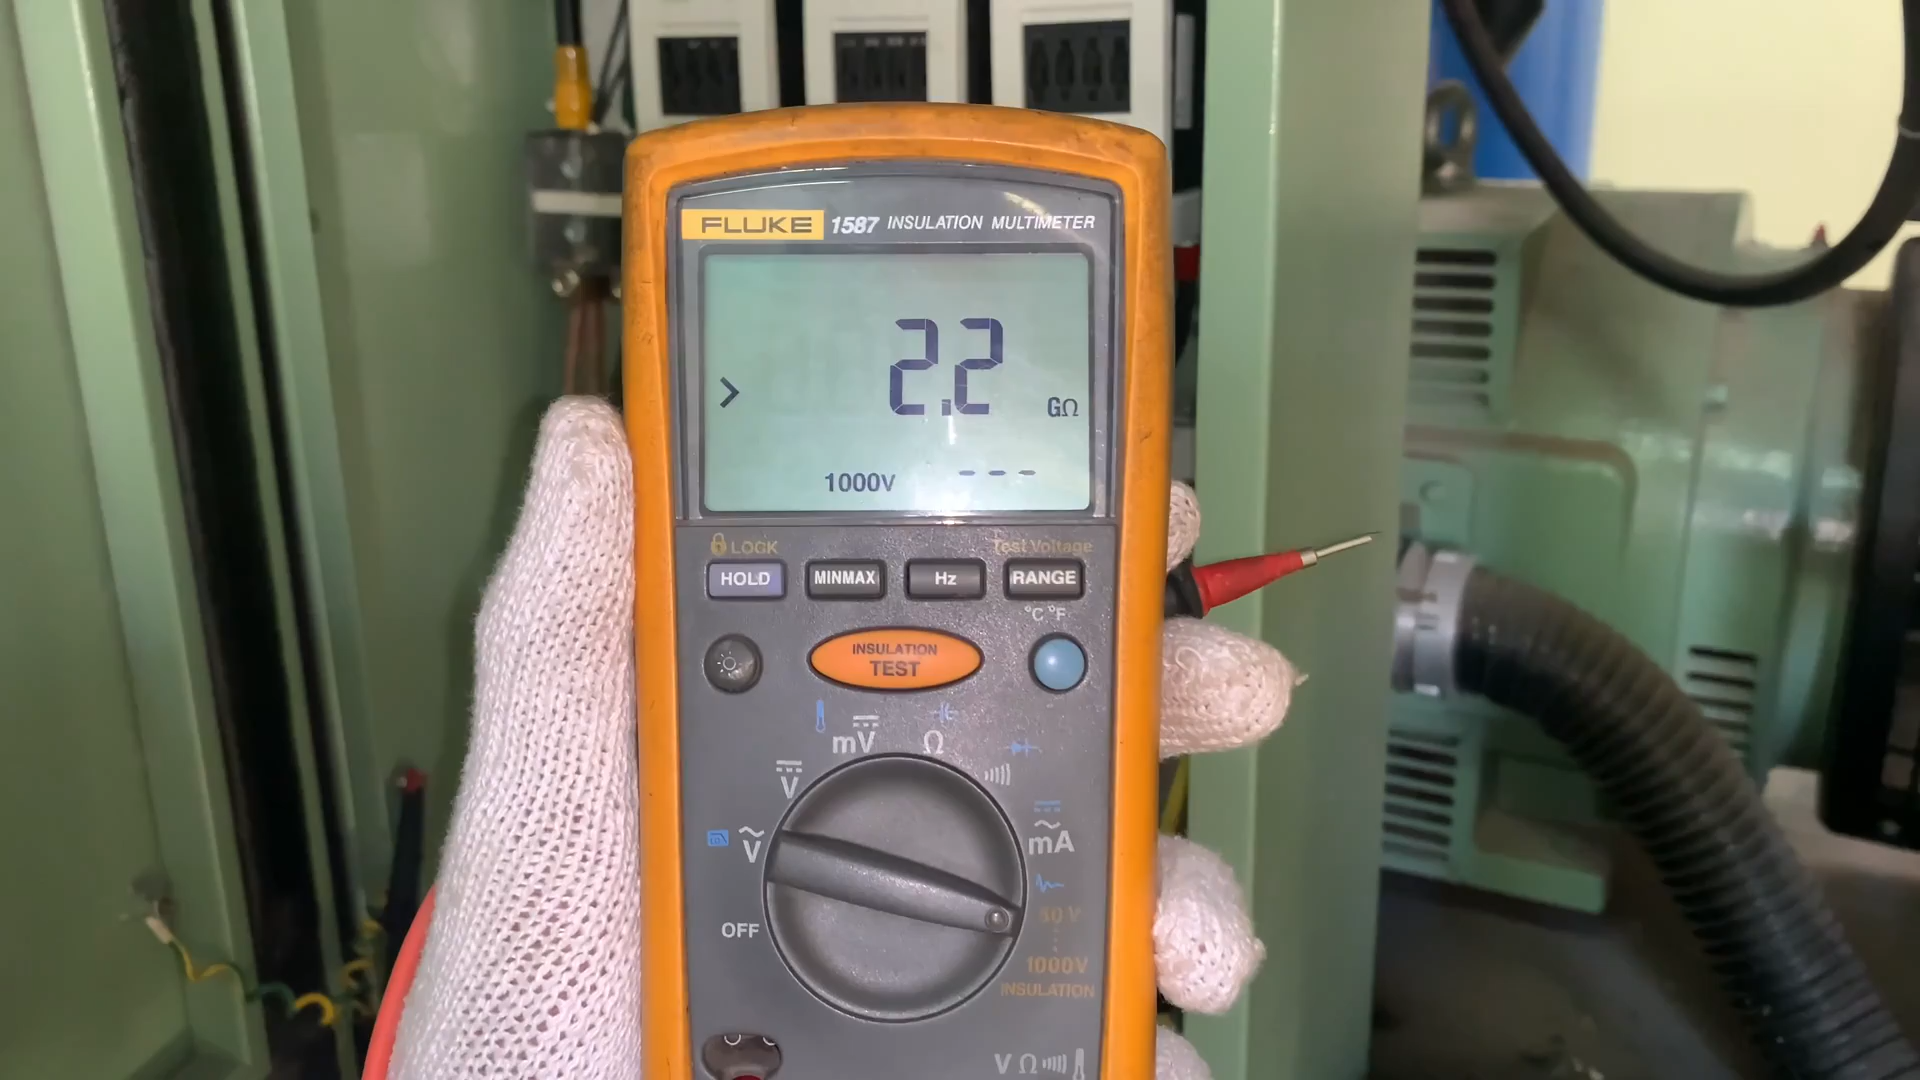 FLUKE 1587 INSULATION MULTIMETER
> 2.2 GΩ
1000V ---
LOCK Test Voltage
HOLD MINMAX Hz RANGE
°C °F
INSULATION
TEST
mV Ω
V
V
mA
OFF
50 V
1000V
INSULATION
V Ω